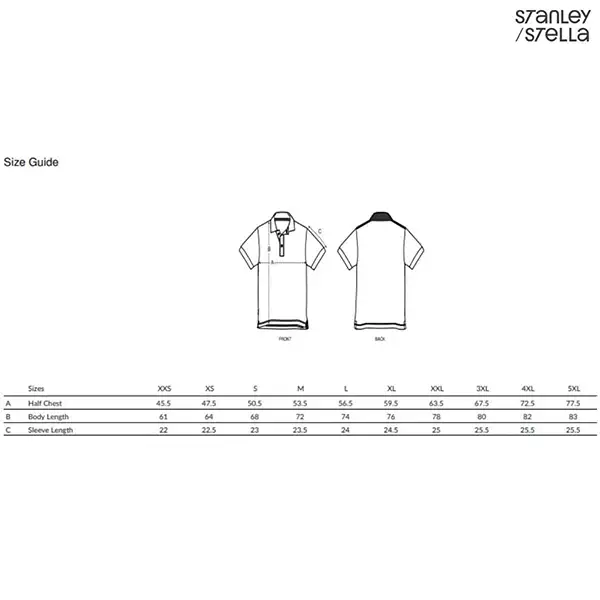 STANLEY
/STELLA
Size Guide
C
B
A
FRONT BACK
Sizes XXS XS S M L XL XXL 3XL 4XL 5XL
A Half Chest 45.5 47.5 50.5 53.5 56.5 59.5 63.5 67.5 72.5 77.5
B Body Length 61 64 68 72 74 76 78 80 82 83
C Sleeve Length 22 22.5 23 23.5 24 24.5 25 25.5 25.5 25.5